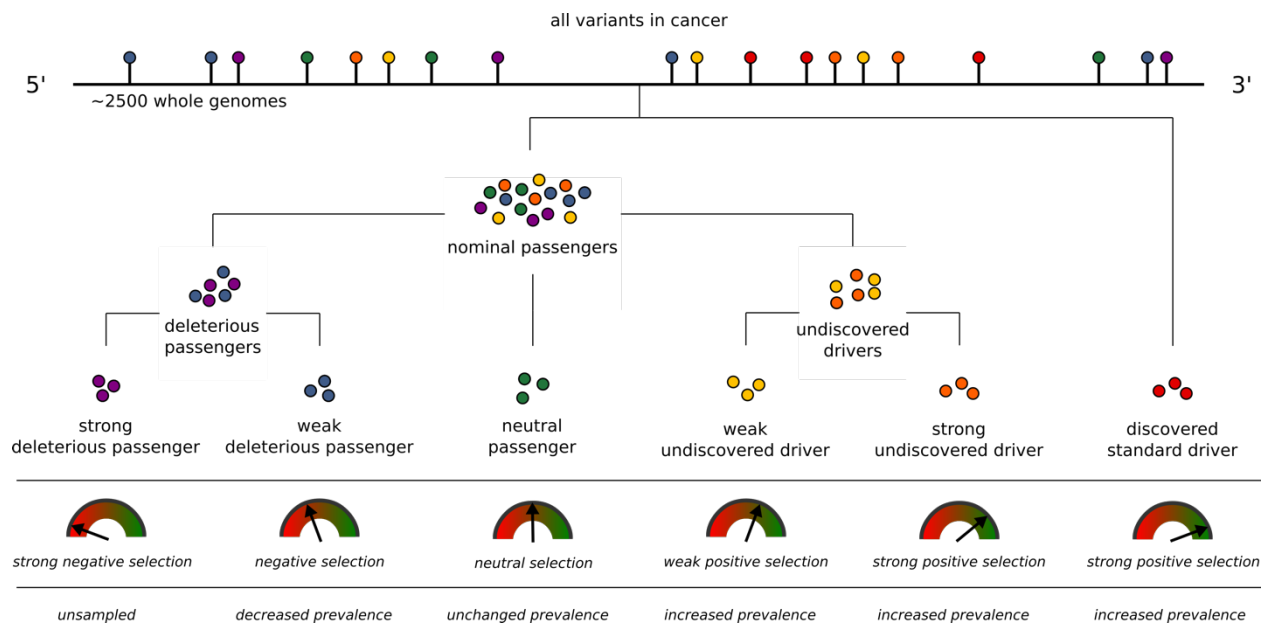 all variants in cancer
5'
3'
~2500 whole genomes
nominal passengers
deleterious
passengers
undiscovered
drivers
strong
deleterious passenger
weak
deleterious passenger
neutral
passenger
weak
undiscovered driver
strong
undiscovered driver
discovered
standard driver
strong negative selection
negative selection
neutral selection
weak positive selection
strong positive selection
strong positive selection
unsampled
decreased prevalence
unchanged prevalence
increased prevalence
increased prevalence
increased prevalence